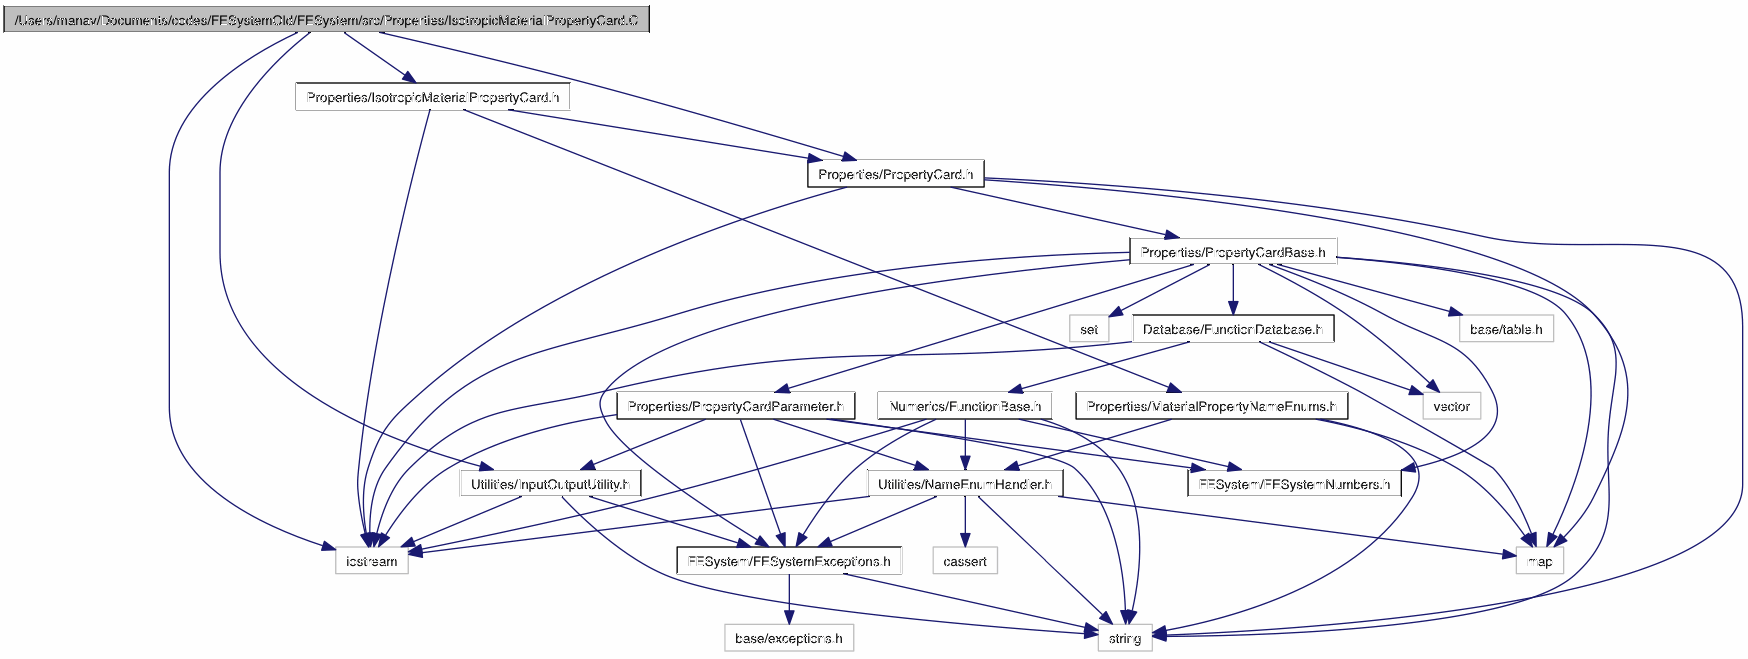 /Users/manav/Documents/codes/FESystemOld/FESystem/src/Properties/IsotropicMaterialPropertyCard.C
Properties/IsotropicMaterialPropertyCard.h
Properties/PropertyCard.h
Properties/PropertyCardBase.h
set
Database/FunctionDatabase.h
base/table.h
Properties/PropertyCardParameter.h
Numerics/FunctionBase.h
Properties/MaterialPropertyNameEnums.h
vector
Utilities/InputOutputUtility.h
Utilities/NameEnumHandler.h
FESystem/FESystemNumbers.h
iostream
FESystem/FESystemExceptions.h
cassert
map
base/exceptions.h
string